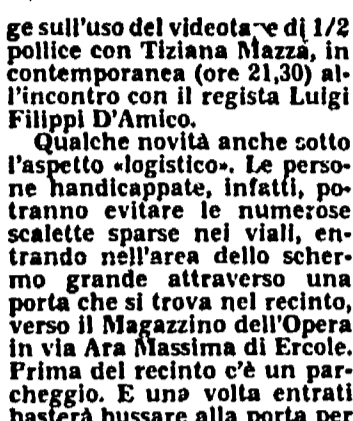 ge sull'uso del videotape di 1/2
pollice con Tiziana Mazzà, in
contemporanea (ore 21,30) al-
l'incontro con il regista Luigi
Filippi D'Amico.
Qualche novità anche sotto
l'aspetto «logistico». Le perso-
ne handicappate, infatti, po-
tranno evitare le numerose
scalette sparse nei viali, en-
trando nell'area dello scher-
mo grande attraverso una
porta che si trova nel recinto,
verso il Magazzino dell'Opera
in via Ara Massima di Ercole.
Prima del recinto c'è un par-
cheggio. E una volta entrati
basterà bussare alla porta per